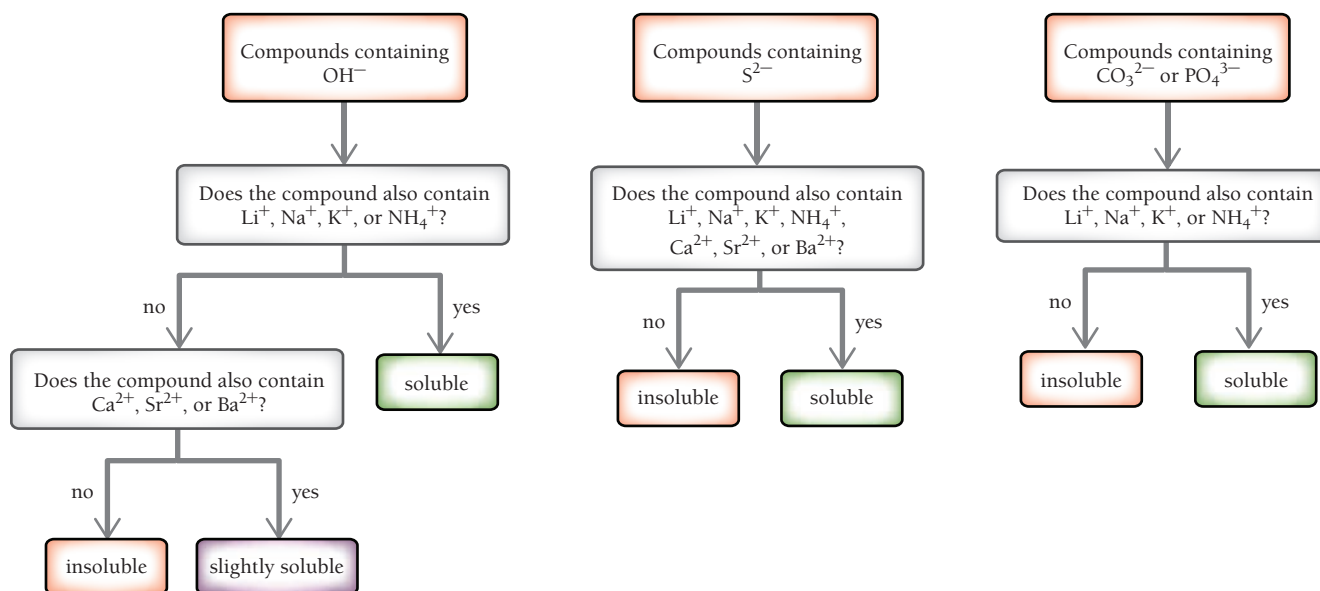 Compounds containing
OH⁻
Does the compound also contain
Li⁺, Na⁺, K⁺, or NH₄⁺?
no
yes
Does the compound also contain
Ca²⁺, Sr²⁺, or Ba²⁺?
soluble
no
yes
insoluble
slightly soluble
Compounds containing
S²⁻
Does the compound also contain
Li⁺, Na⁺, K⁺, NH₄⁺,
Ca²⁺, Sr²⁺, or Ba²⁺?
no
yes
insoluble
soluble
Compounds containing
CO₃²⁻ or PO₄³⁻
Does the compound also contain
Li⁺, Na⁺, K⁺, or NH₄⁺?
no
yes
insoluble
soluble